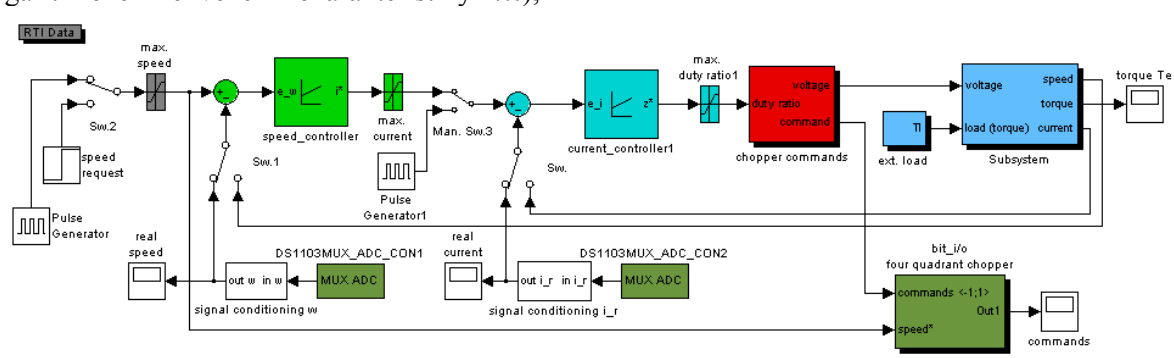 RTI Data
max.
speed
Sw.2
speed
request
Pulse
Generator
e_w
i*
speed_controller
max.
current
Man. Sw.3
Pulse
Generator1
Sw.1
e_i
z*
current_controller1
Sw.
max.
duty ratio1
voltage
duty ratio
command
chopper commands
Tl
ext. load
voltage
load (torque)
speed
torque
current
Subsystem
torque Te
real
speed
out w in w
signal conditioning w
DS1103MUX_ADC_CON1
MUX ADC
real
current
out i_r in i_r
signal conditioning i_r
DS1103MUX_ADC_CON2
MUX ADC
bit_i/o
four quadrant chopper
commands <-1;1>
Out1
speed*
commands